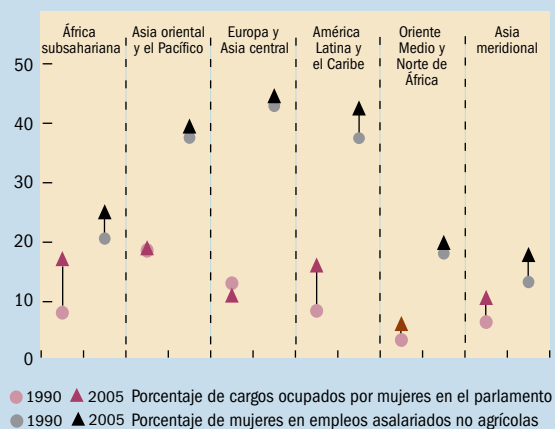 África
subsahariana
Asia oriental
y el Pacífico
Europa y
Asia central
América
Latina y
el Caribe
Oriente
Medio y
Norte de
África
Asia
meridional
50
40
30
20
10
0
1990 2005 Porcentaje de cargos ocupados por mujeres en el parlamento
1990 2005 Porcentaje de mujeres en empleos asalariados no agrícolas